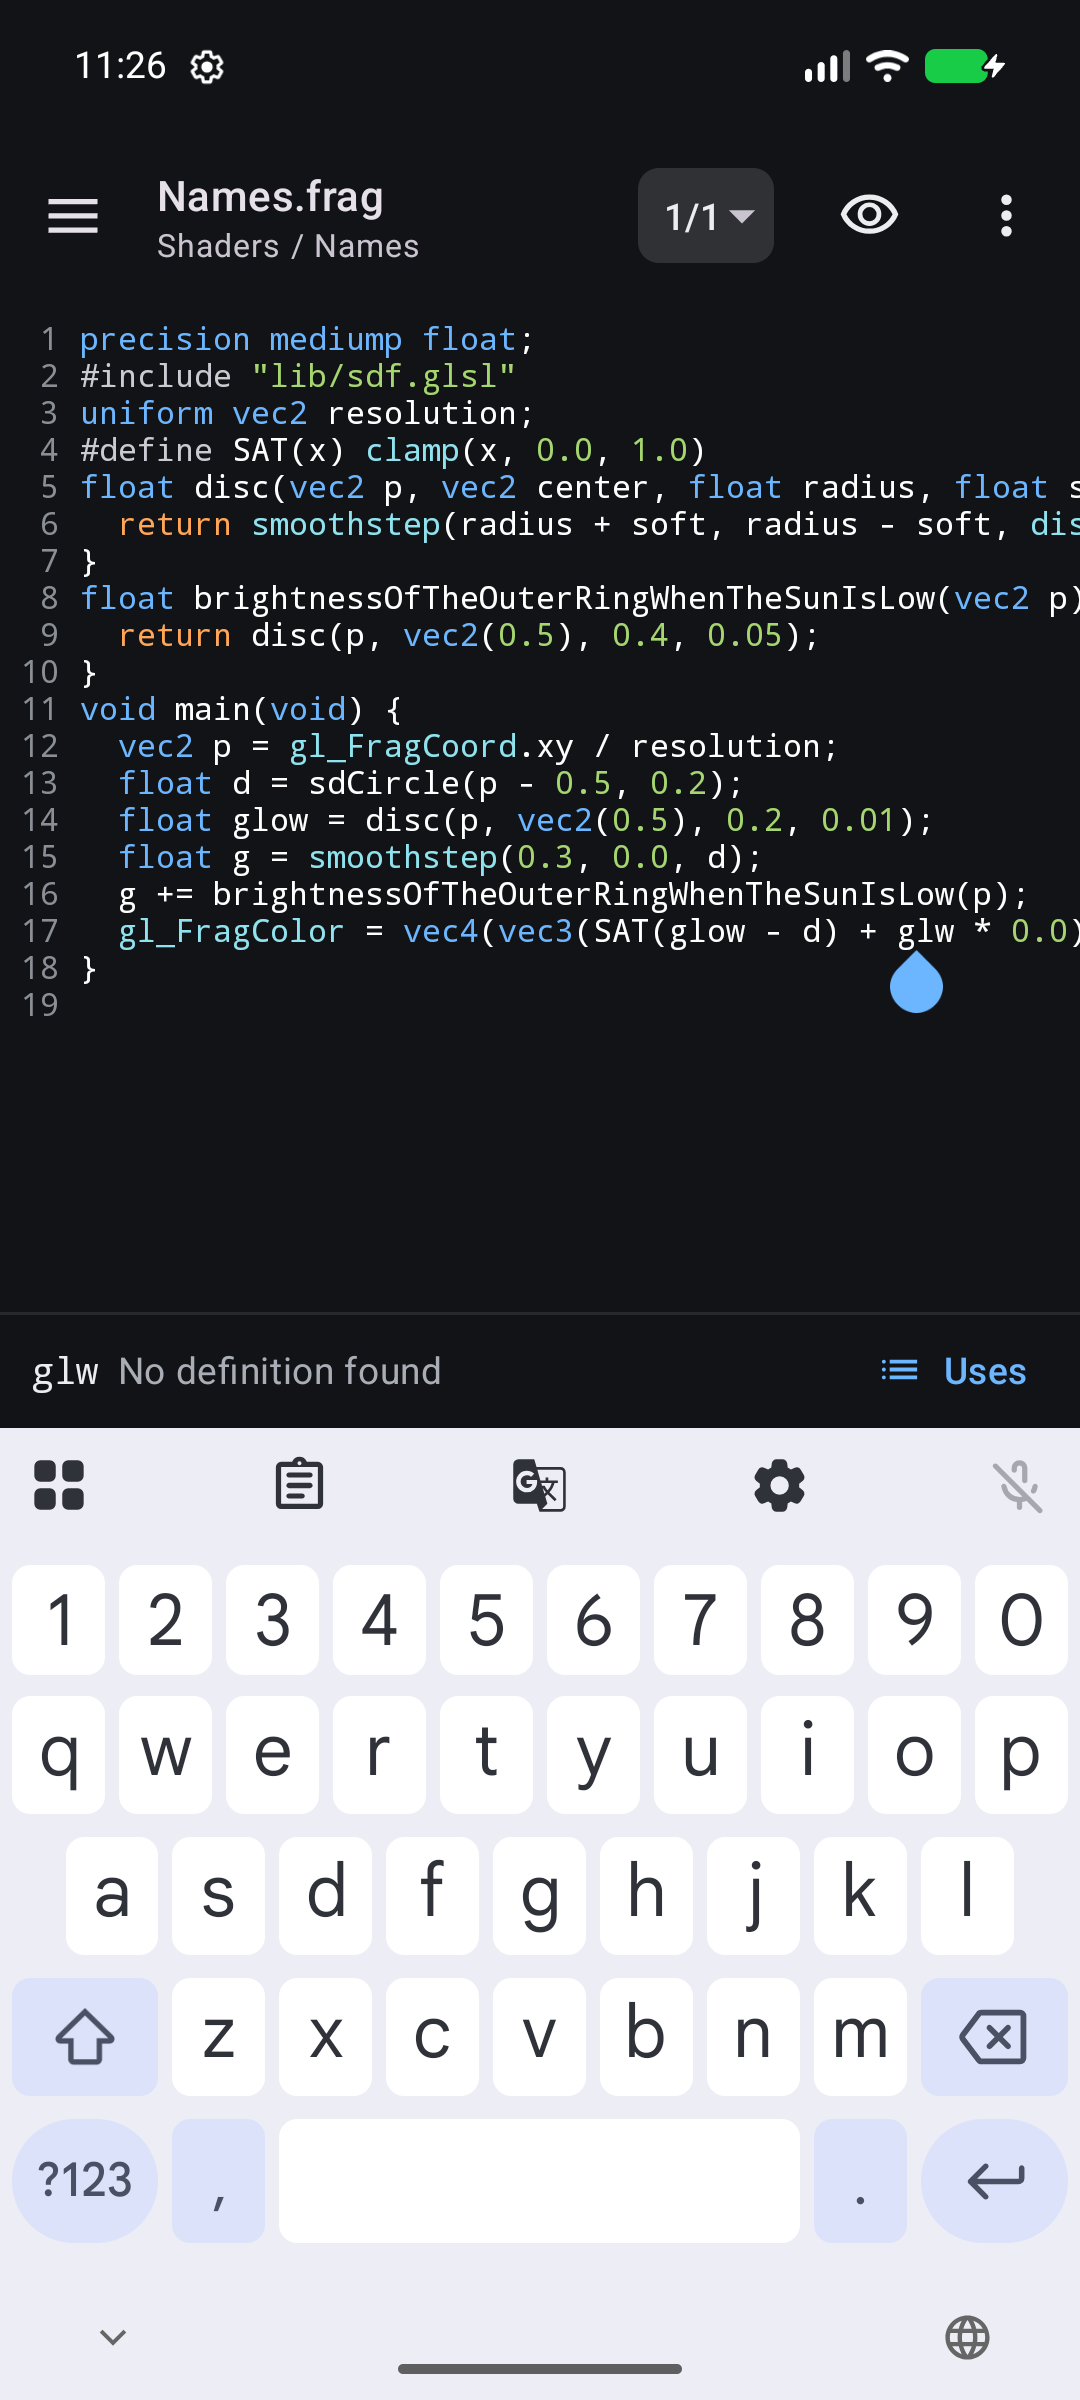 11:26
Names.frag
Shaders / Names
1/1
1 precision mediump float;
2 #include "lib/sdf.glsl"
3 uniform vec2 resolution;
4 #define SAT(x) clamp(x, 0.0, 1.0)
5 float disc(vec2 p, vec2 center, float radius, float s
6   return smoothstep(radius + soft, radius - soft, dis
7 }
8 float brightnessOfTheOuterRingWhenTheSunIsLow(vec2 p)
9   return disc(p, vec2(0.5), 0.4, 0.05);
10 }
11 void main(void) {
12   vec2 p = gl_FragCoord.xy / resolution;
13   float d = sdCircle(p - 0.5, 0.2);
14   float glow = disc(p, vec2(0.5), 0.2, 0.01);
15   float g = smoothstep(0.3, 0.0, d);
16   g += brightnessOfTheOuterRingWhenTheSunIsLow(p);
17   gl_FragColor = vec4(vec3(SAT(glow - d) + glw * 0.0)
18 }
19
glw No definition found Uses
1 2 3 4 5 6 7 8 9 0
q w e r t y u i o p
a s d f g h j k l
z x c v b n m
?123 , .